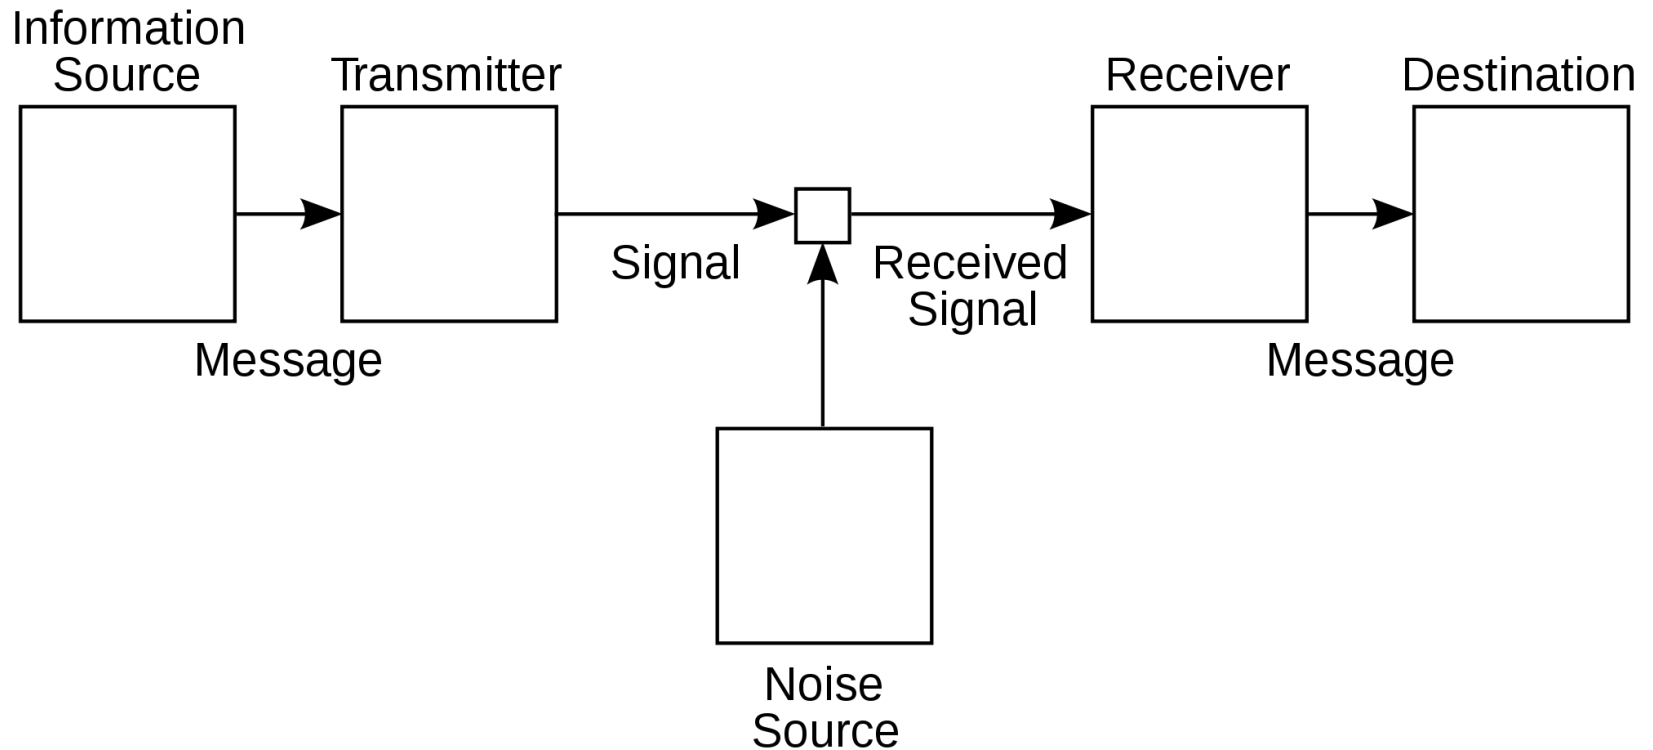 Information
Source
Transmitter
Receiver
Destination
Signal
Received
Signal
Message
Message
Noise
Source